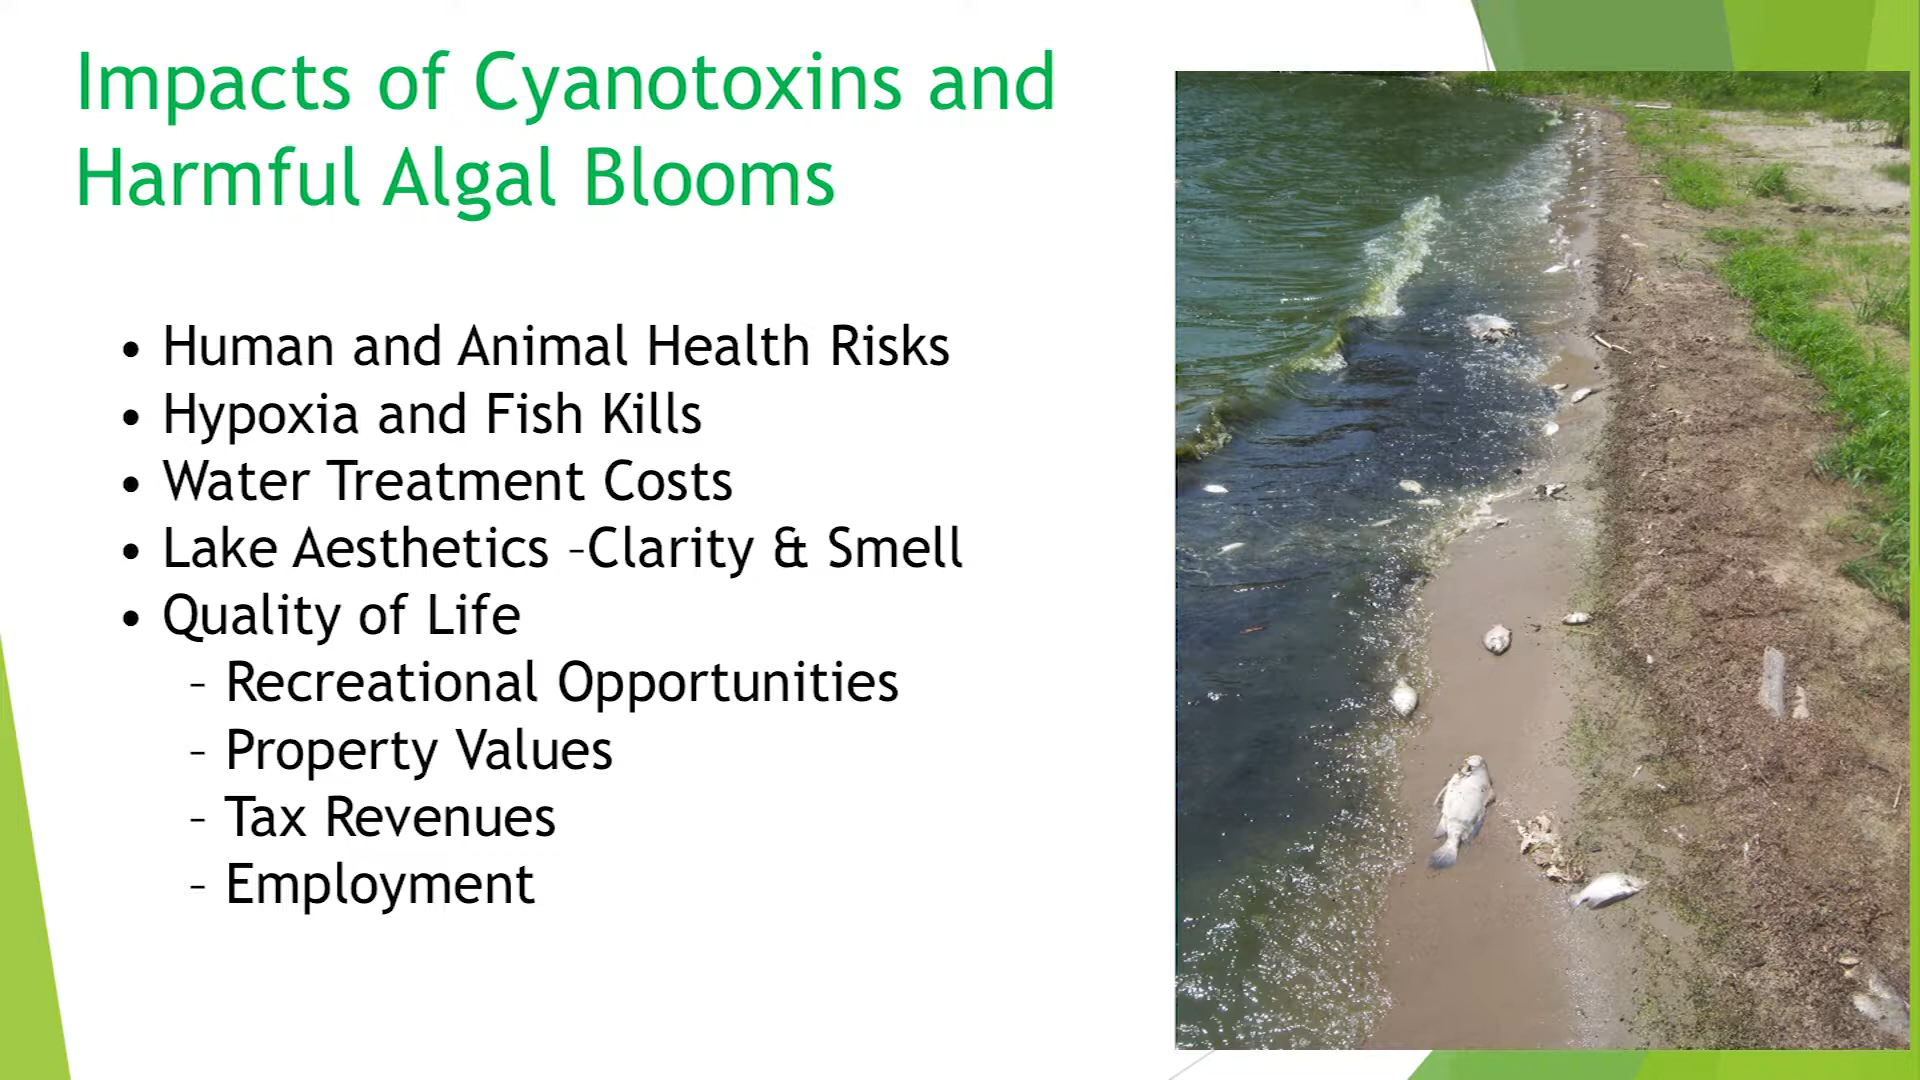 Impacts of Cyanotoxins and
Harmful Algal Blooms
• Human and Animal Health Risks
• Hypoxia and Fish Kills
• Water Treatment Costs
• Lake Aesthetics –Clarity & Smell
• Quality of Life
– Recreational Opportunities
– Property Values
– Tax Revenues
– Employment